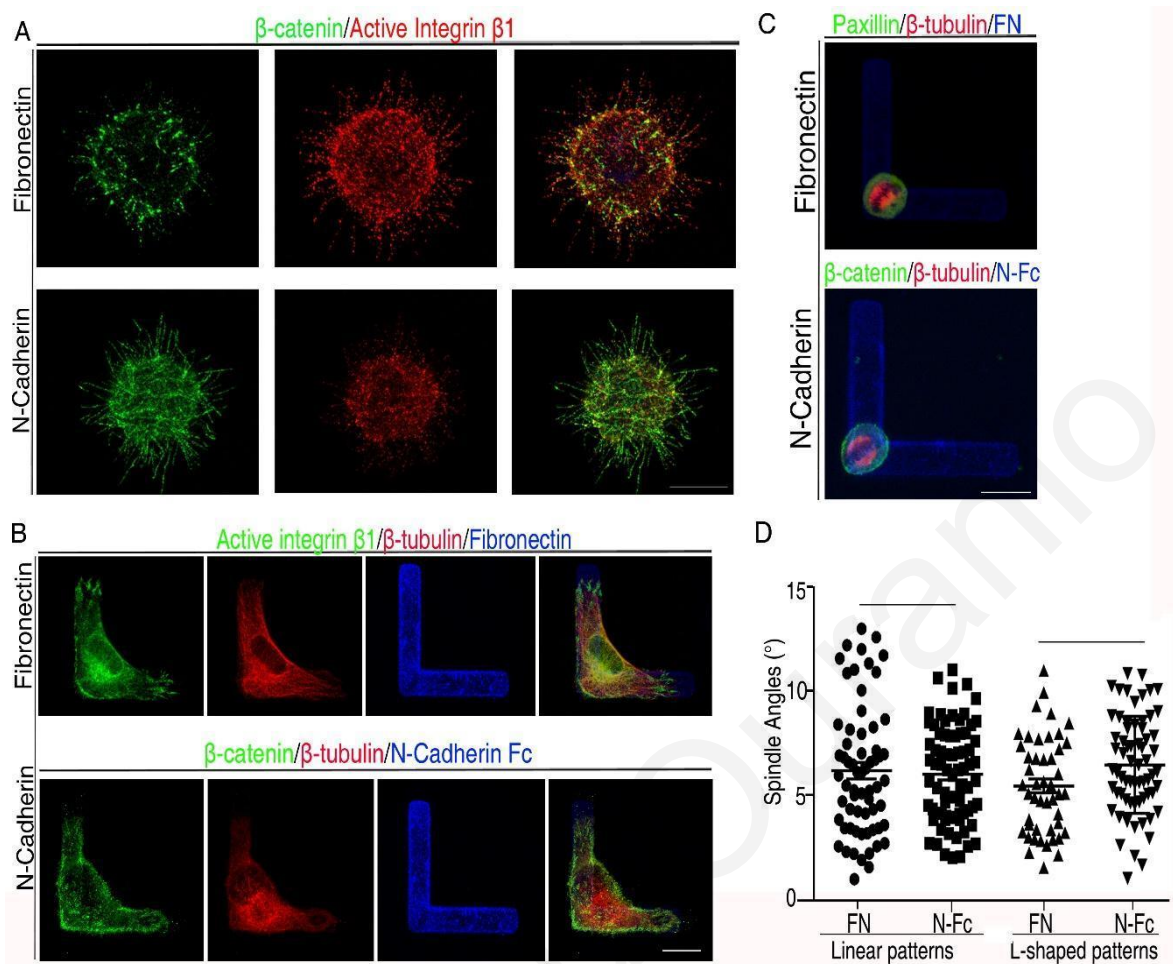 A
β-catenin/Active Integrin β1
Fibronectin
N-Cadherin
B
Active integrin β1/β-tubulin/Fibronectin
Fibronectin
β-catenin/β-tubulin/N-Cadherin Fc
N-Cadherin
C
Paxillin/β-tubulin/FN
Fibronectin
β-catenin/β-tubulin/N-Fc
N-Cadherin
D
Spindle Angles (°)
15
10
5
0
FN N-Fc FN N-Fc
Linear patterns L-shaped patterns
Ouranio